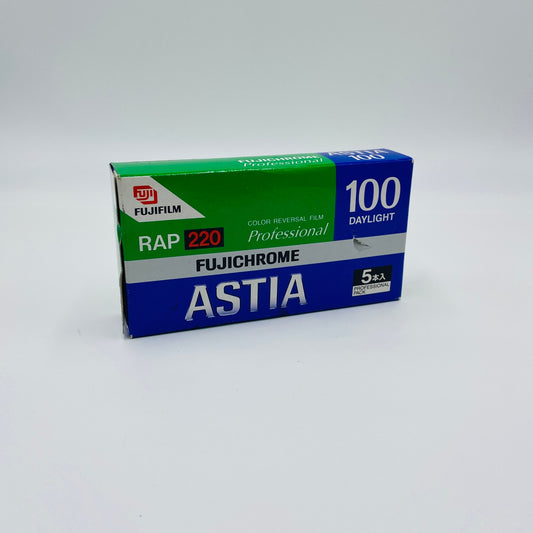 FUJICHROME
Professional
ASTIA
100
FUJI
FUJIFILM
100
DAYLIGHT
COLOR REVERSAL FILM
Professional
RAP 220
FUJICHROME
ASTIA
5本入
PROFESSIONAL
PACK